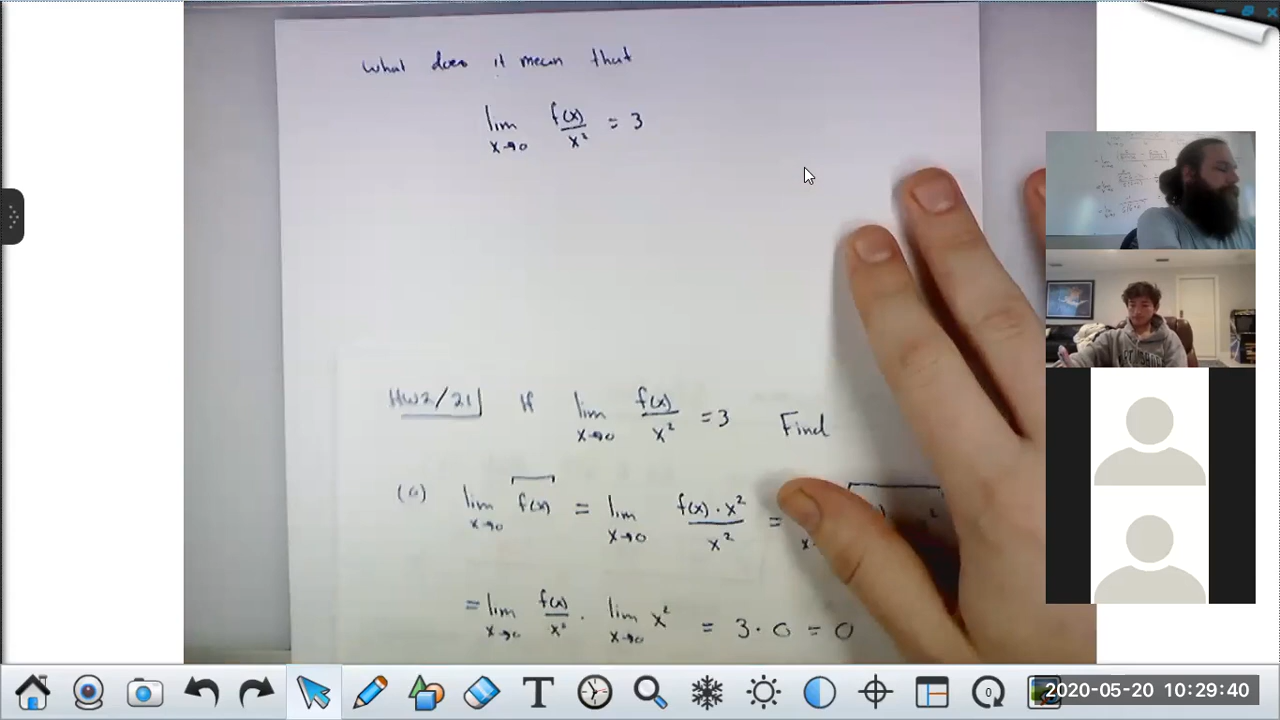 What does it mean that
lim x→0 f(x)/x² = 3
HW2/21 If lim x→0 f(x)/x² = 3 Find
(a) lim x→0 f(x) = lim x→0 f(x)·x²/x² =
= lim x→0 f(x)/x² · lim x→0 x² = 3·0 = 0
2020-05-20 10:29:40